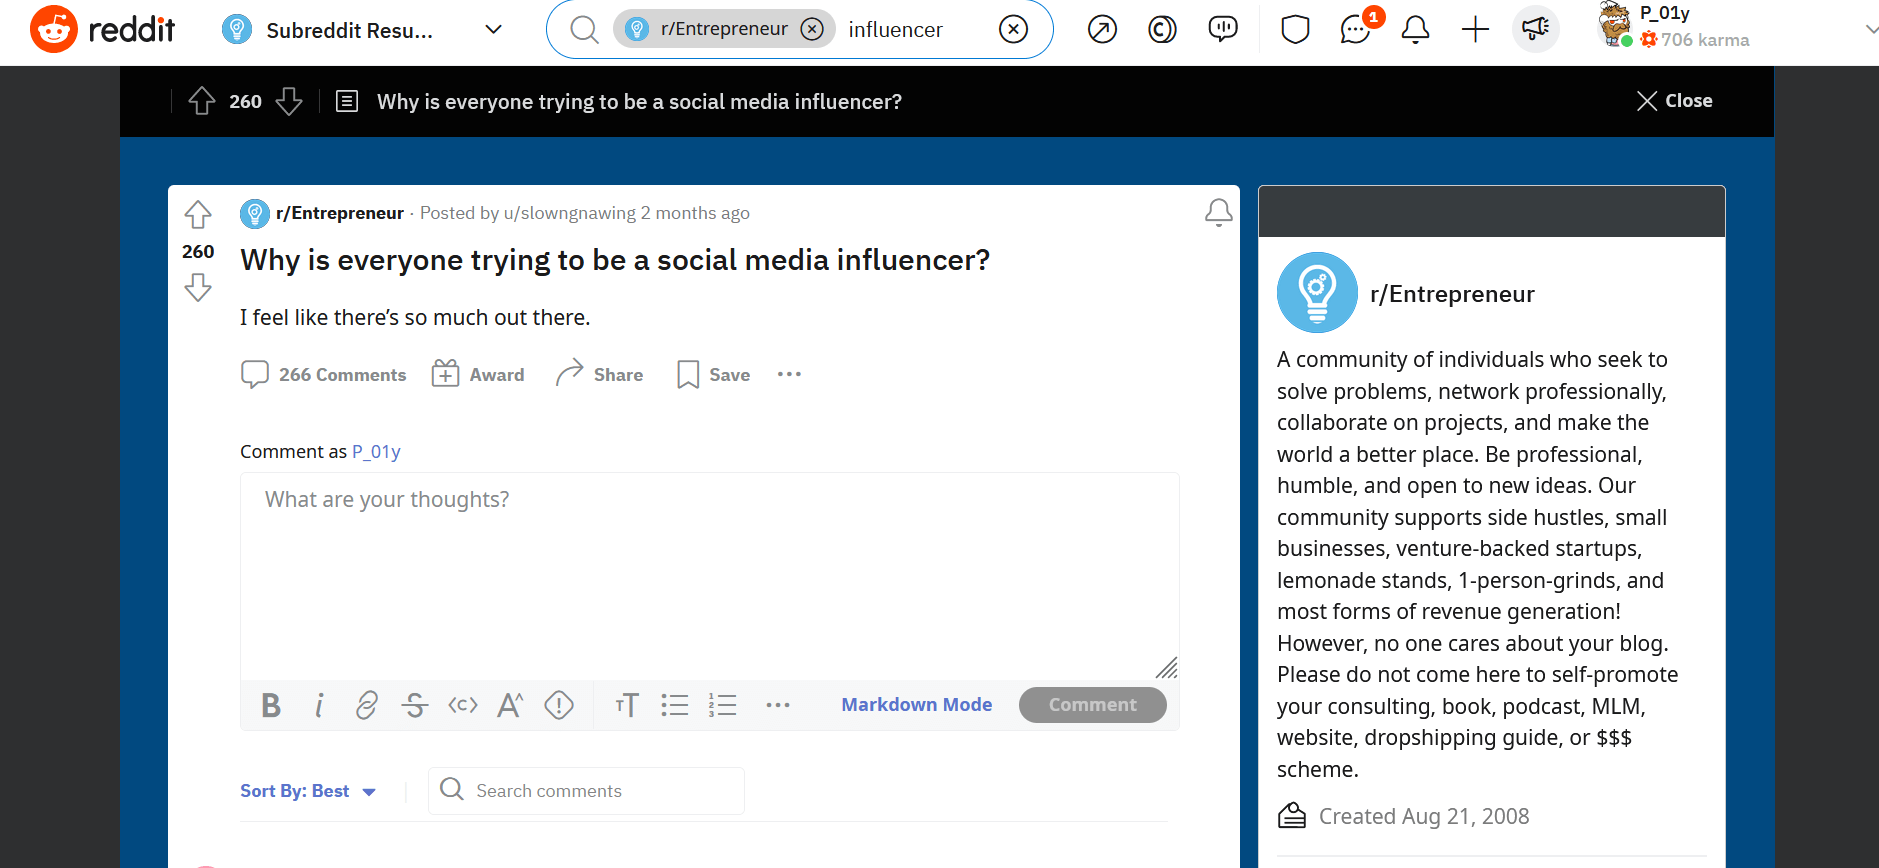 reddit
Subreddit Resu...
r/Entrepreneur
influencer
1
P_01y
706 karma
260
Why is everyone trying to be a social media influencer?
Close
r/Entrepreneur · Posted by u/slowngnawing 2 months ago
260
Why is everyone trying to be a social media influencer?
I feel like there’s so much out there.
266 Comments
Award
Share
Save
Comment as P_01y
What are your thoughts?
Markdown Mode
Comment
Sort By: Best
Search comments
r/Entrepreneur
A community of individuals who seek to
solve problems, network professionally,
collaborate on projects, and make the
world a better place. Be professional,
humble, and open to new ideas. Our
community supports side hustles, small
businesses, venture-backed startups,
lemonade stands, 1-person-grinds, and
most forms of revenue generation!
However, no one cares about your blog.
Please do not come here to self-promote
your consulting, book, podcast, MLM,
website, dropshipping guide, or $$$
scheme.
Created Aug 21, 2008